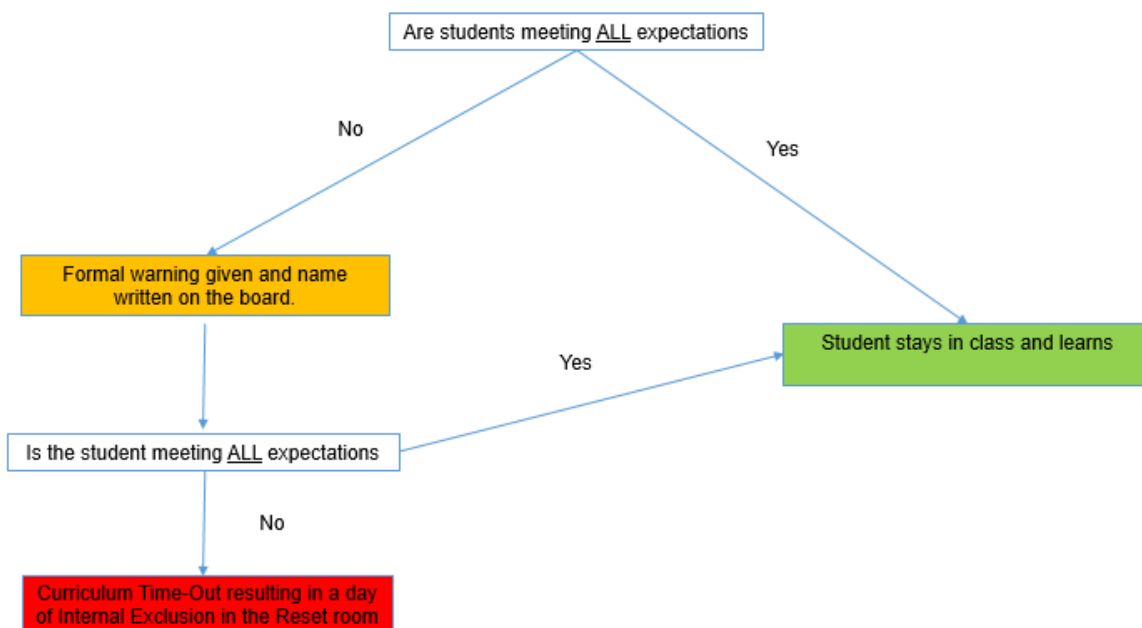 Are students meeting ALL expectations
No
Yes
Formal warning given and name
written on the board.
Student stays in class and learns
Yes
Is the student meeting ALL expectations
No
Curriculum Time-Out resulting in a day
of Internal Exclusion in the Reset room